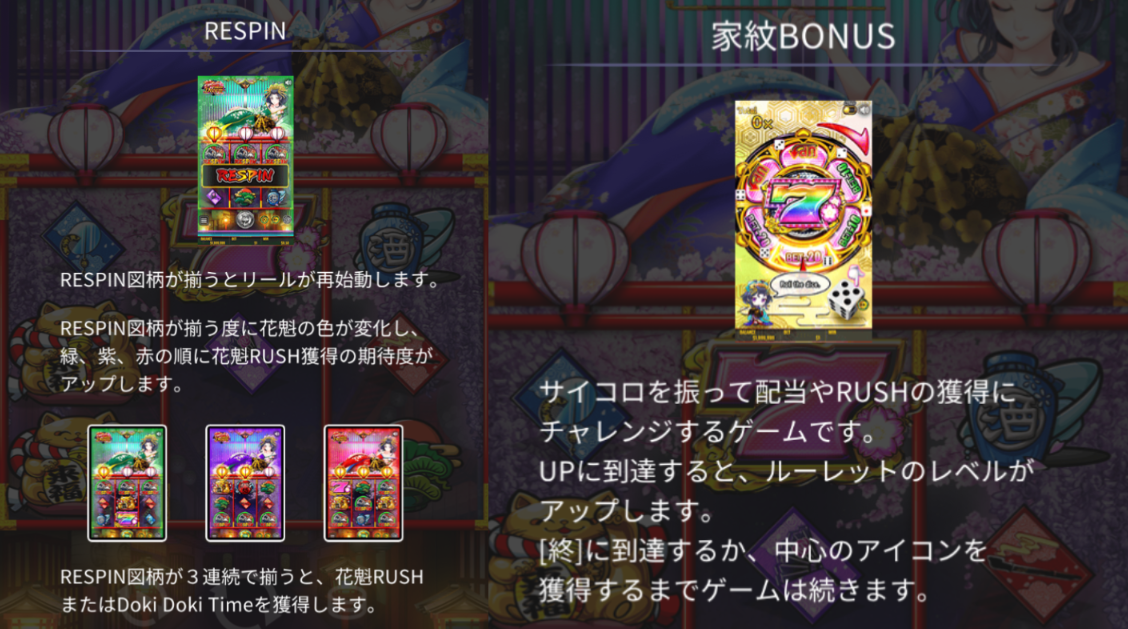 RESPIN
RESPIN
RESPIN図柄が揃うとリールが再始動します。
RESPIN図柄が揃う度に花魁の色が変化し、
緑、紫、赤の順に花魁RUSH獲得の期待度が
アップします。
RESPIN図柄が３連続で揃うと、花魁RUSH
またはDoki Doki Timeを獲得します。
家紋BONUS
0x
7
BET×20
Roll the dice.
サイコロを振って配当やRUSHの獲得に
チャレンジするゲームです。
UPに到達すると、ルーレットのレベルが
アップします。
[終]に到達するか、中心のアイコンを
獲得するまでゲームは続きます。
酒
酒